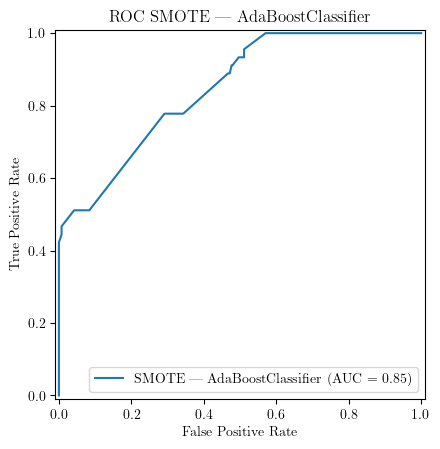 ROC SMOTE — AdaBoostClassifier
1.0
0.8
0.6
0.4
0.2
0.0
True Positive Rate
SMOTE — AdaBoostClassifier (AUC = 0.85)
0.0 0.2 0.4 0.6 0.8 1.0
False Positive Rate